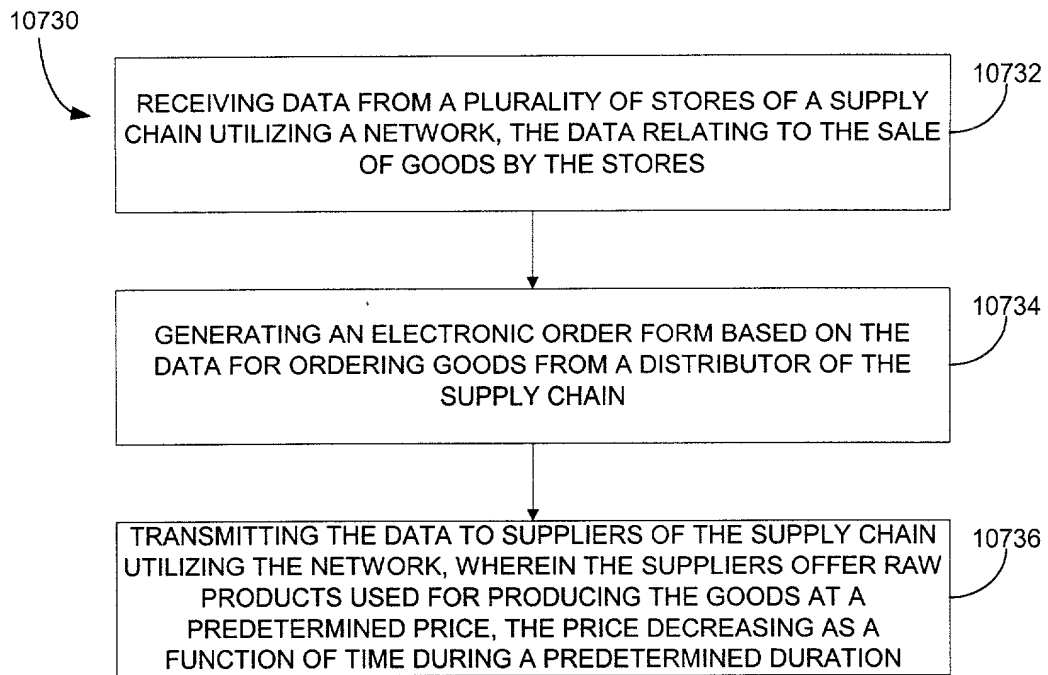 10730
10732
RECEIVING DATA FROM A PLURALITY OF STORES OF A SUPPLY
CHAIN UTILIZING A NETWORK, THE DATA RELATING TO THE SALE
OF GOODS BY THE STORES
10734
GENERATING AN ELECTRONIC ORDER FORM BASED ON THE
DATA FOR ORDERING GOODS FROM A DISTRIBUTOR OF THE
SUPPLY CHAIN
10736
TRANSMITTING THE DATA TO SUPPLIERS OF THE SUPPLY CHAIN
UTILIZING THE NETWORK, WHEREIN THE SUPPLIERS OFFER RAW
PRODUCTS USED FOR PRODUCING THE GOODS AT A
PREDETERMINED PRICE, THE PRICE DECREASING AS A
FUNCTION OF TIME DURING A PREDETERMINED DURATION